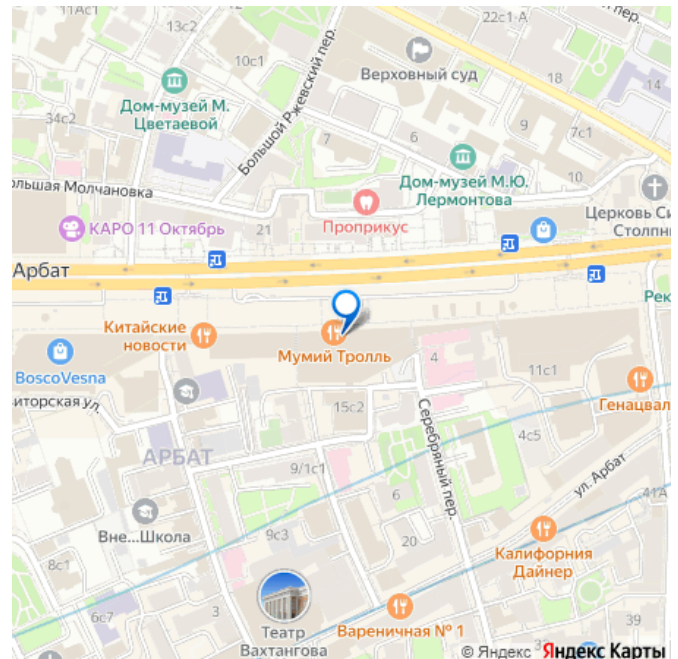 11Ас1
13с2
22с1-А
10с1
Верховный суд
18
14
Дом-музей М.
Цветаевой
34с2
Большой Ржевский пер.
7
6
9
7с1
10
Дом-музей М.Ю.
Лермонтова
ольшая Молчановка
Проприкус
КАРО 11 Октябрь
21
Церковь Си
Столпн
Арбат
Рек
Китайские
новости
Мумий Тролль
4
BoscoVesna
11с1
Генацвал
иторская ул.
15с2
Серебряный пер.
4с5
АРБАТ
9/1с1
ул. Арбат
41А
6
Вне...Школа
9с3
20
Калифорния
Дайнер
8с1
6с7
3
Театр
Вахтангова
Вареничная № 1
39
© Яндекс
Яндекс Карты